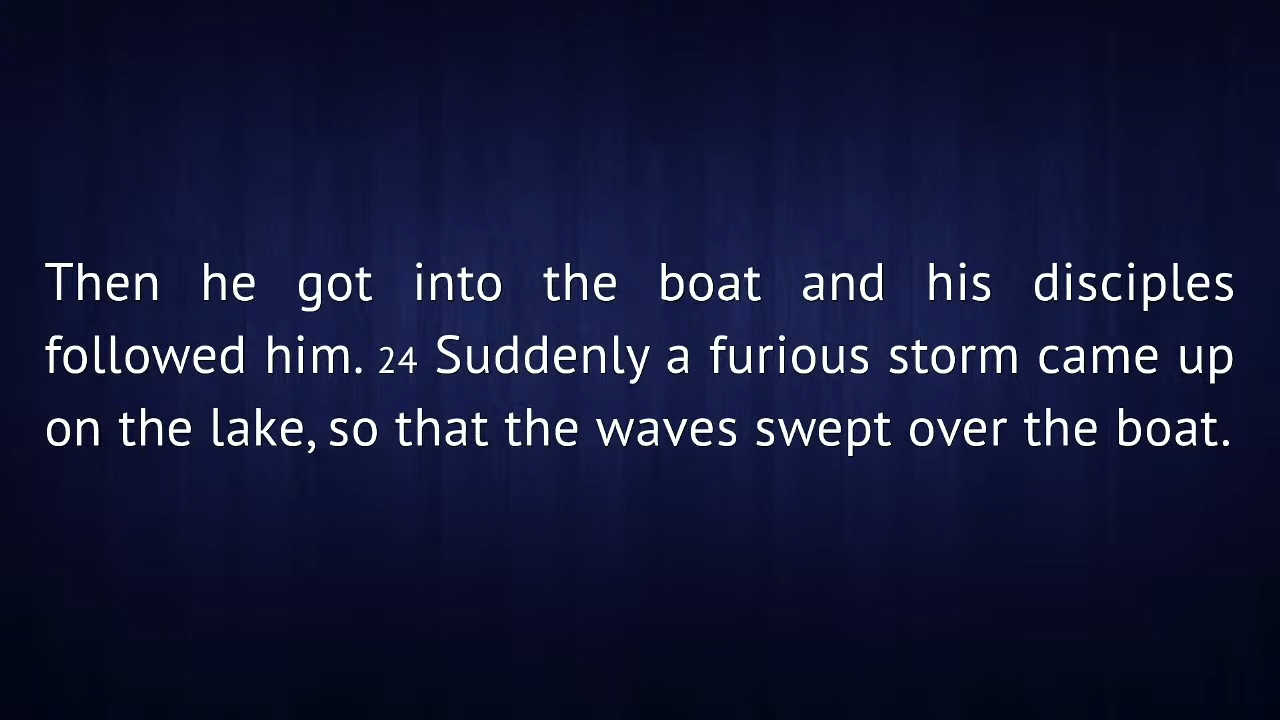 Then he got into the boat and his disciples
followed him. 24 Suddenly a furious storm came up
on the lake, so that the waves swept over the boat.